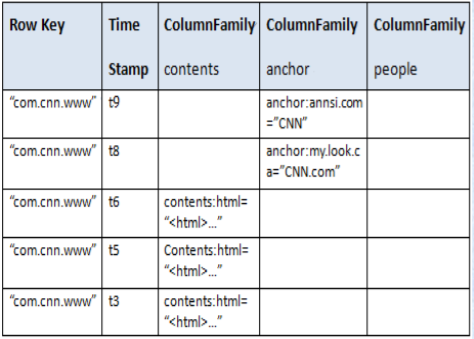 Row Key Time ColumnFamily ColumnFamily ColumnFamily
Stamp contents anchor people
“com.cnn.www” t9 anchor:annsi.com
=”CNN”
“com.cnn.www” t8 anchor:my.look.c
a=”CNN.com”
“com.cnn.www” t6 contents:html=
“<html>…”
“com.cnn.www” t5 Contents:html=
“<html>…”
“com.cnn.www” t3 contents:html=
“<html>…”